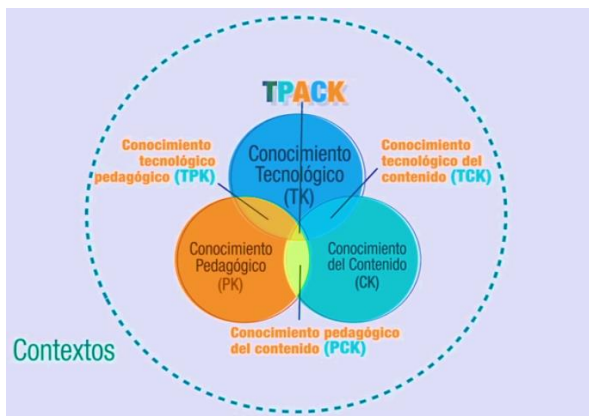 TPACK
Conocimiento
tecnológico
pedagógico (TPK)
Conocimiento
Tecnológico
(TK)
Conocimiento
tecnológico del
contenido (TCK)
Conocimiento
Pedagógico
(PK)
Conocimiento
del Contenido
(CK)
Conocimiento pedagógico
del contenido (PCK)
Contextos